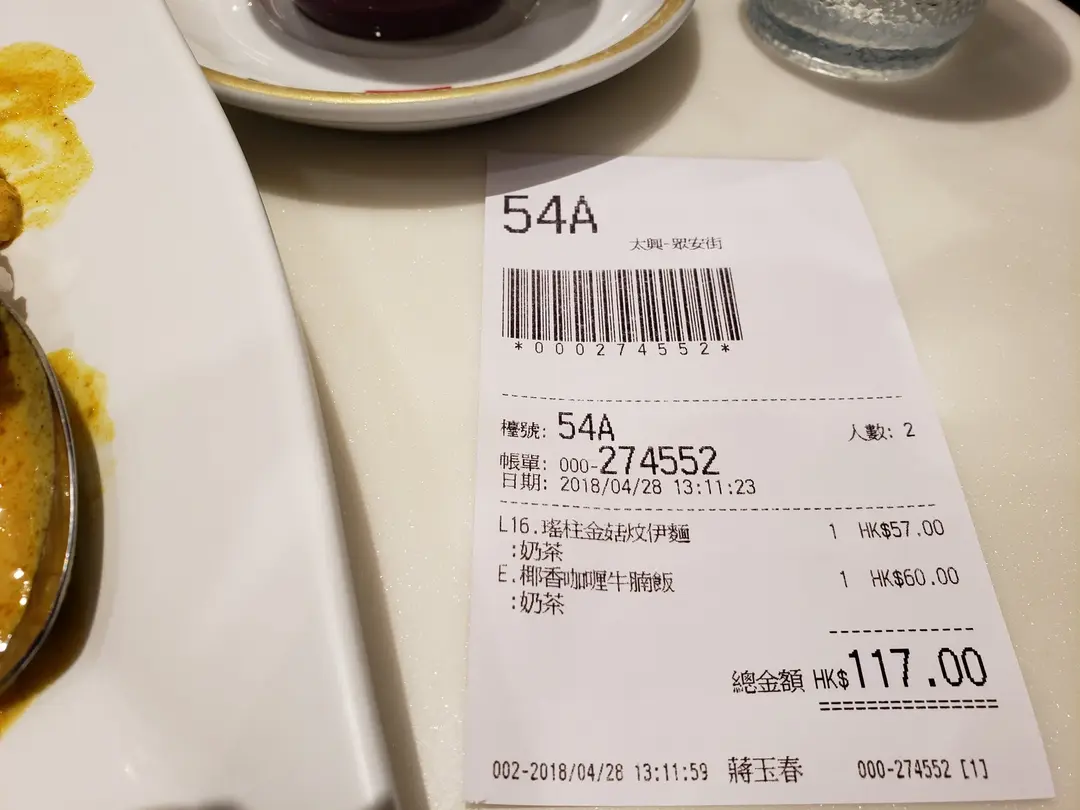 54A
太興-眾安街
*000274552*
檯號: 54A 人數: 2
帳單: 000-274552
日期: 2018/04/28 13:11:23
L16.瑤柱金菇炆伊麵 1 HK$57.00
:奶茶
E.椰香咖喱牛腩飯 1 HK$60.00
:奶茶
總金額 HK$117.00
002-2018/04/28 13:11:59 蔣玉春 000-274552 [1]